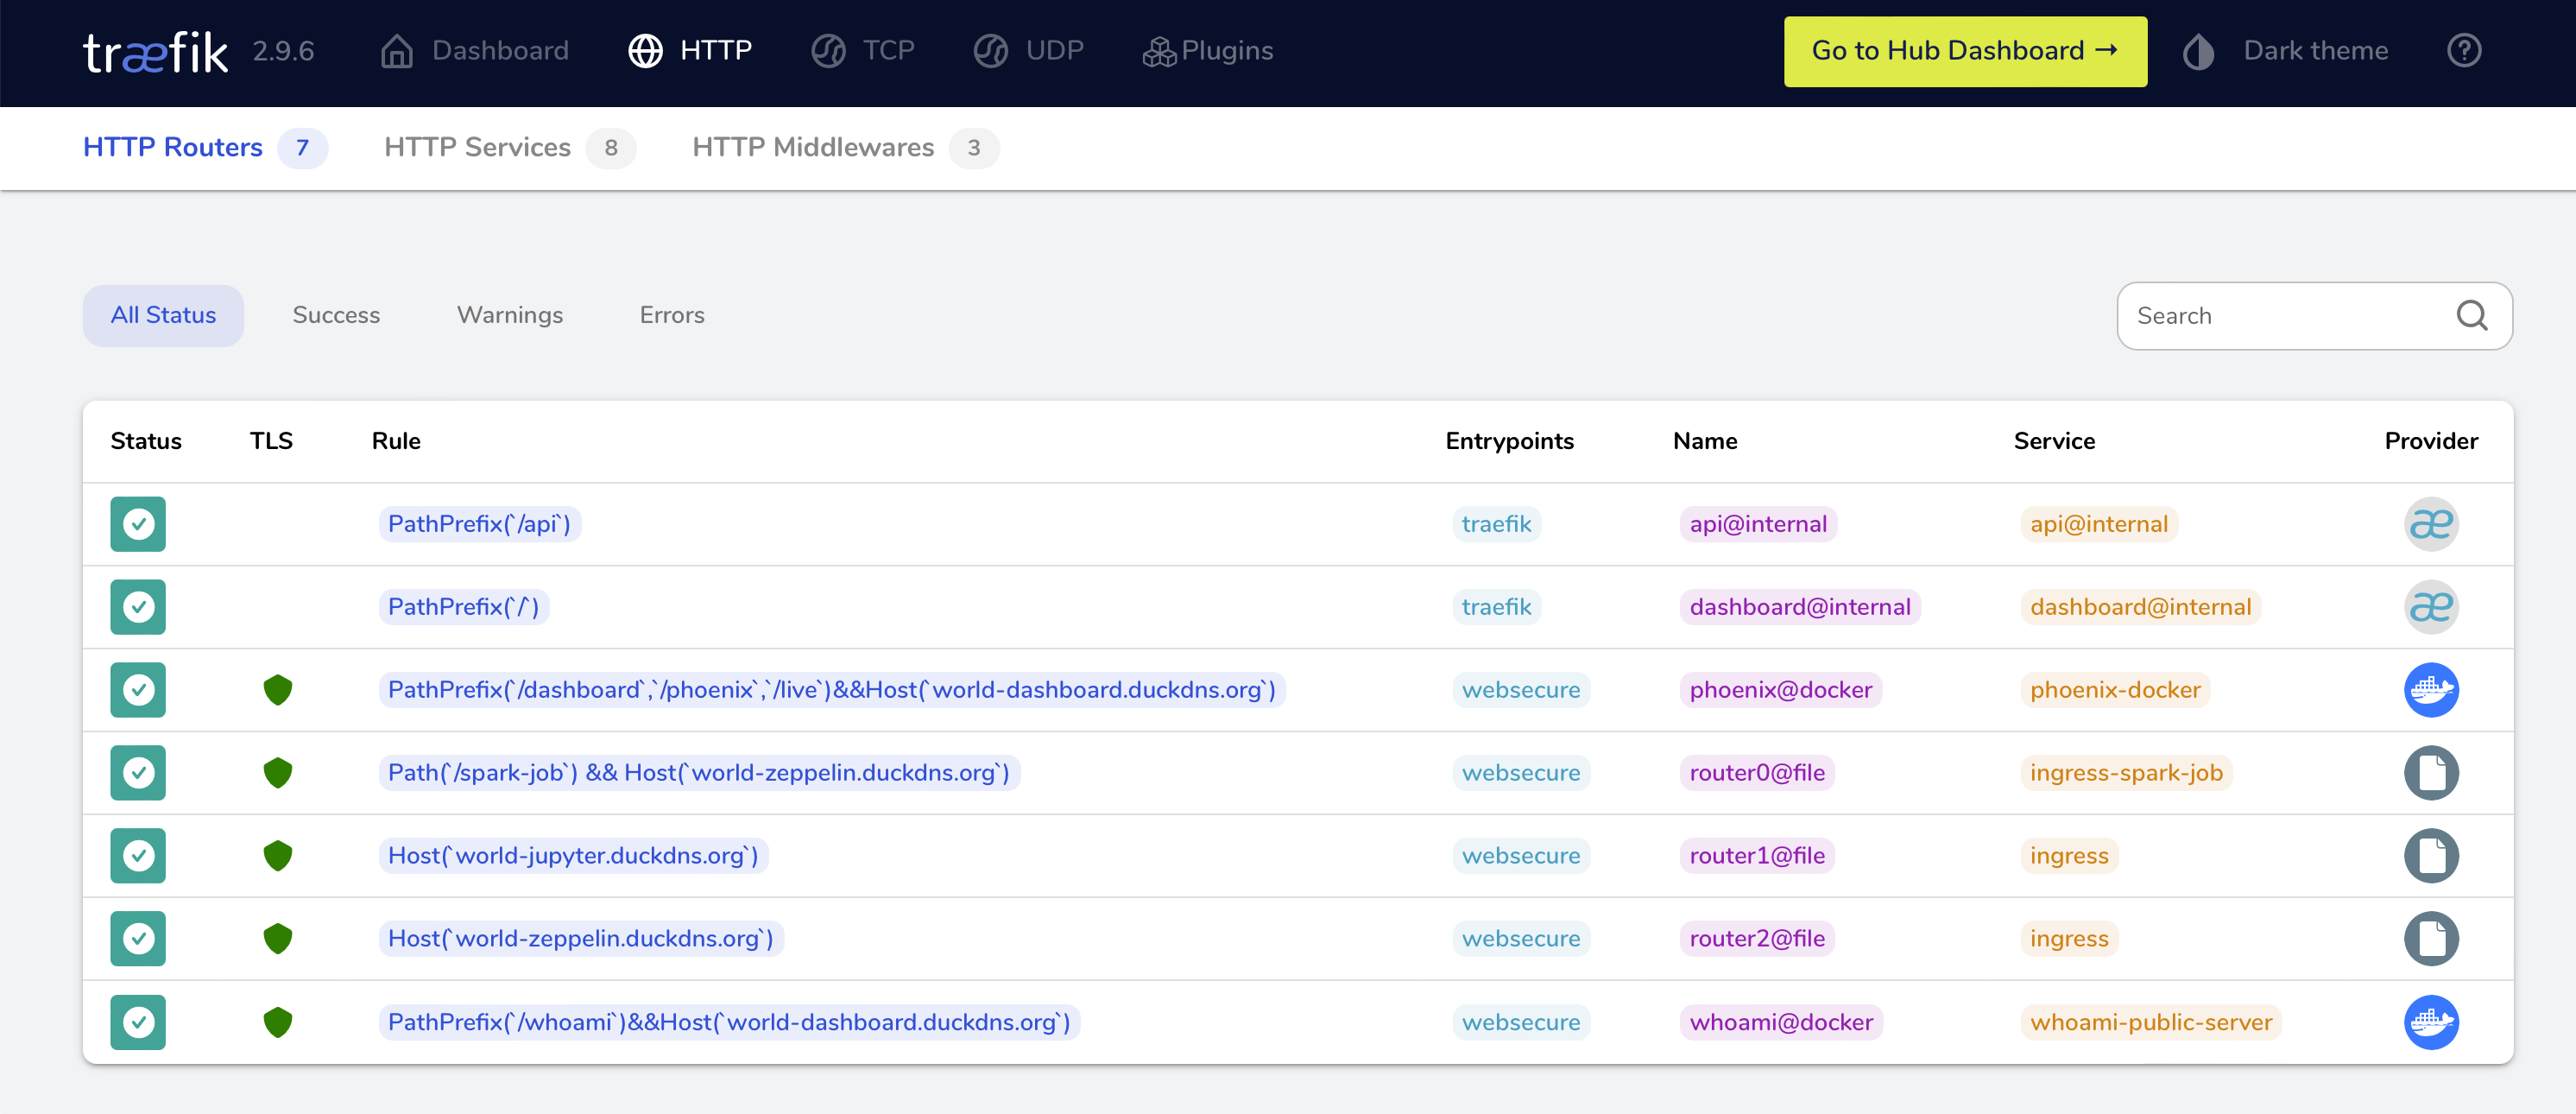 træfik 2.9.6 Dashboard HTTP TCP UDP Plugins Go to Hub Dashboard → Dark theme
HTTP Routers 7 HTTP Services 8 HTTP Middlewares 3
All Status Success Warnings Errors Search
Status TLS Rule Entrypoints Name Service Provider
PathPrefix(`/api`) traefik api@internal api@internal æ
PathPrefix(`/`) traefik dashboard@internal dashboard@internal æ
PathPrefix(`/dashboard`,`/phoenix`,`/live`)&&Host(`world-dashboard.duckdns.org`) websecure phoenix@docker phoenix-docker
Path(`/spark-job`) && Host(`world-zeppelin.duckdns.org`) websecure router0@file ingress-spark-job
Host(`world-jupyter.duckdns.org`) websecure router1@file ingress
Host(`world-zeppelin.duckdns.org`) websecure router2@file ingress
PathPrefix(`/whoami`)&&Host(`world-dashboard.duckdns.org`) websecure whoami@docker whoami-public-server